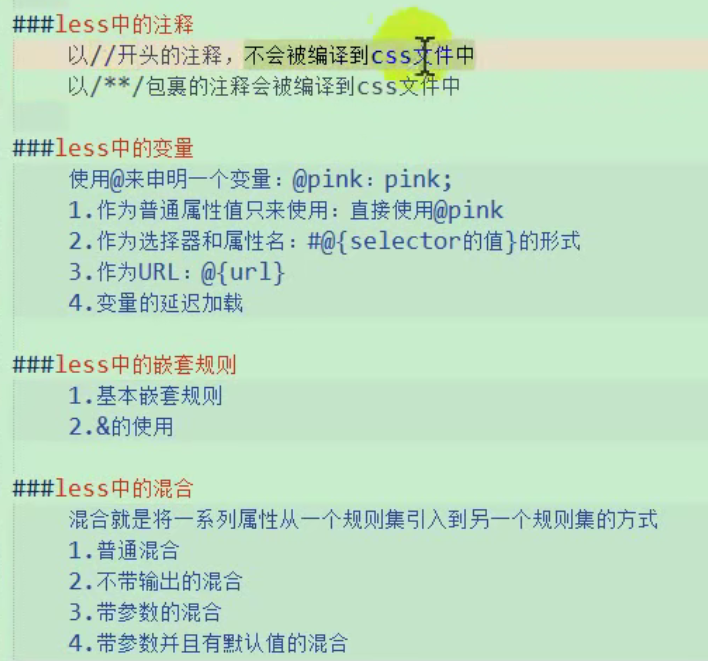 ###less中的注释
以//开头的注释，不会被编译到css文件中
以/**/包裹的注释会被编译到css文件中
###less中的变量
使用@来申明一个变量：@pink：pink;
1.作为普通属性值只来使用：直接使用@pink
2.作为选择器和属性名：#@{selector的值}的形式
3.作为URL：@{url}
4.变量的延迟加载
###less中的嵌套规则
1.基本嵌套规则
2.&的使用
###less中的混合
混合就是将一系列属性从一个规则集引入到另一个规则集的方式
1.普通混合
2.不带输出的混合
3.带参数的混合
4.带参数并且有默认值的混合